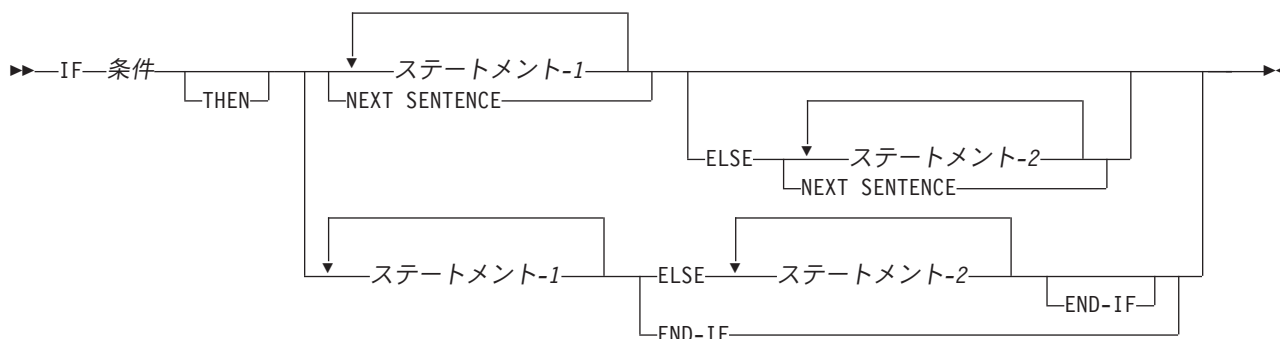 IF 条件 ステートメント-1
THEN NEXT SENTENCE
ELSE ステートメント-2
NEXT SENTENCE
ステートメント-1 ELSE ステートメント-2
END-IF
END-IF